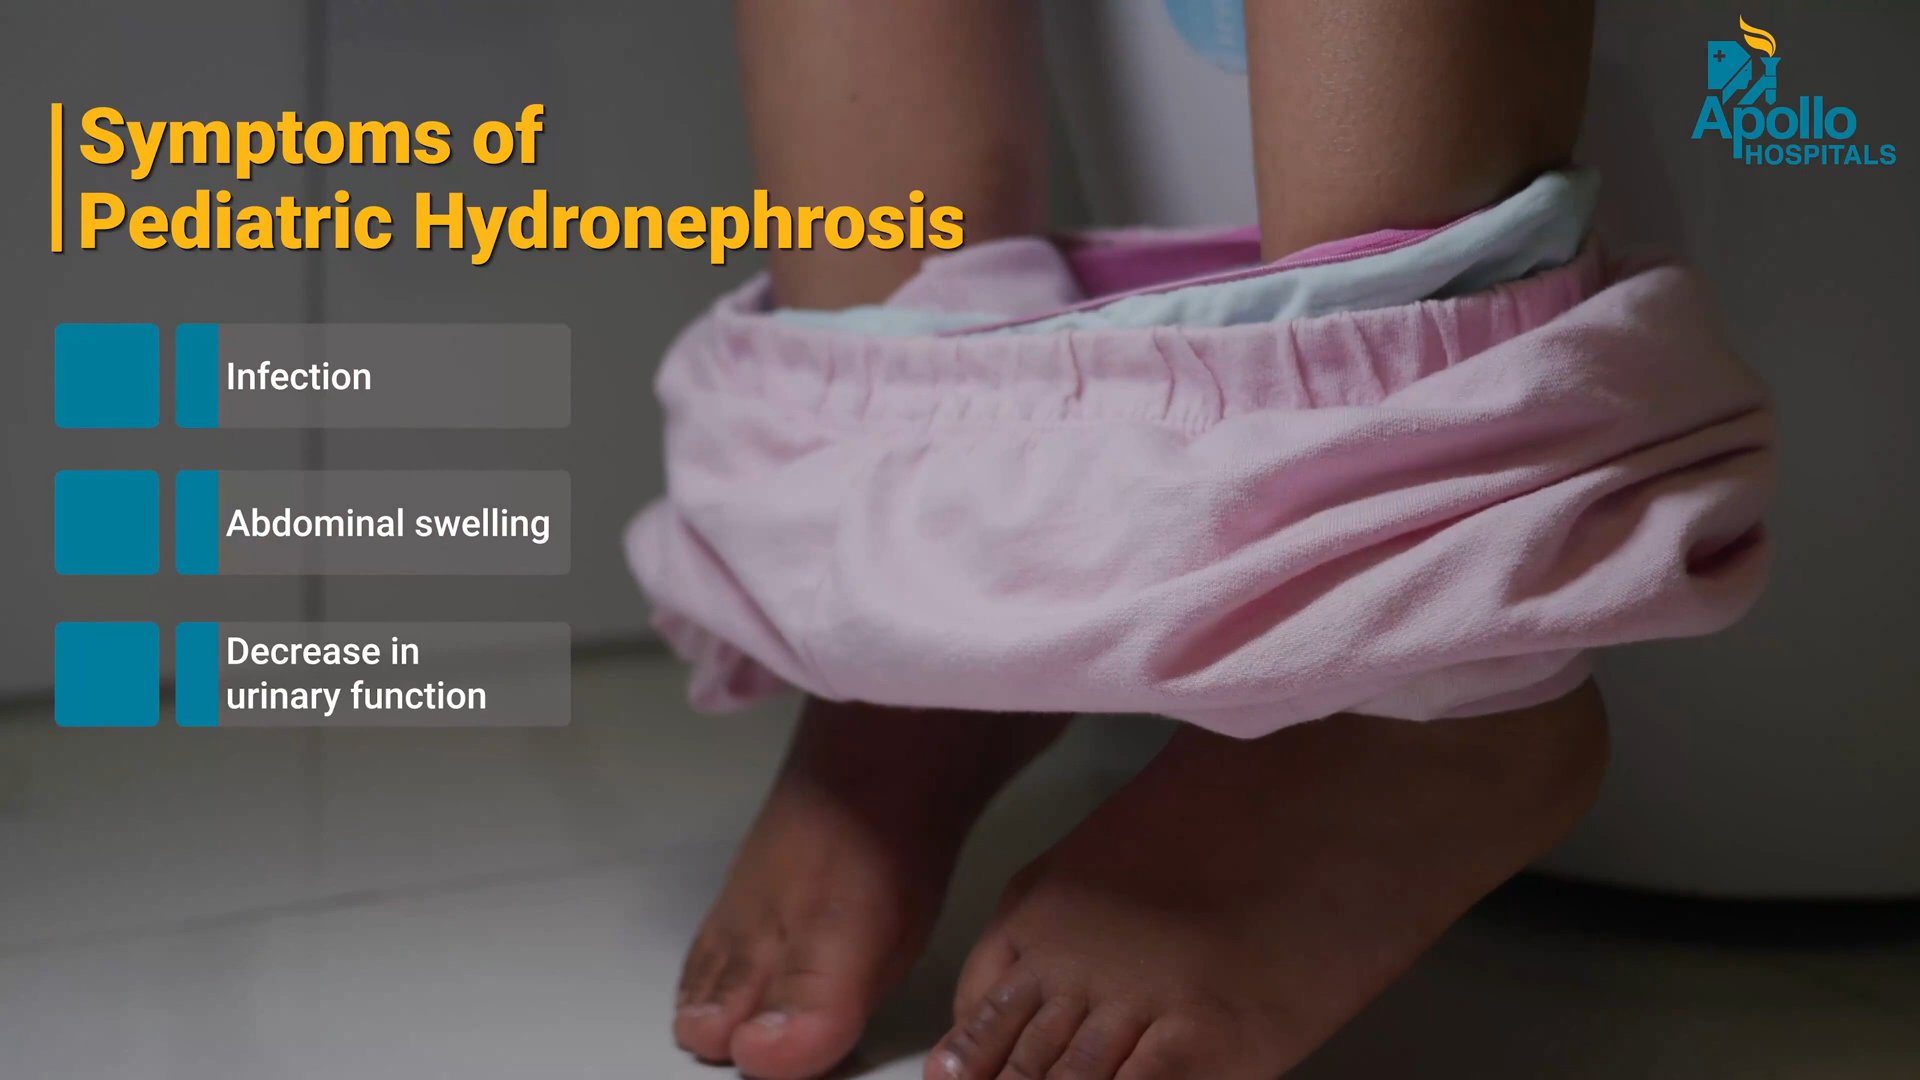 Symptoms of
Pediatric Hydronephrosis
Infection
Abdominal swelling
Decrease in
urinary function
Apollo
HOSPITALS